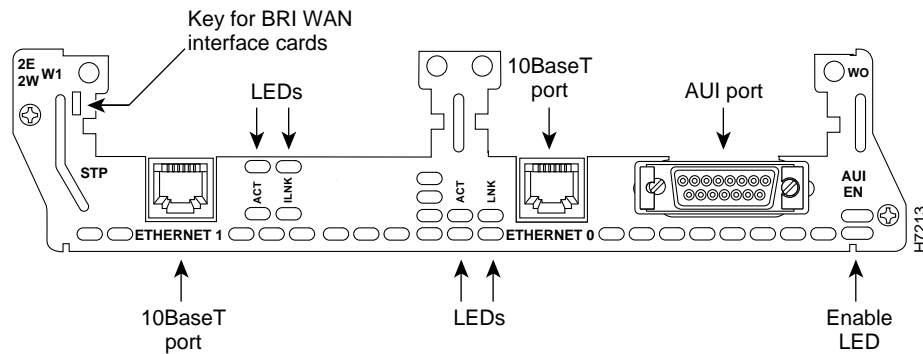 Key for BRI WAN
interface cards
2E
2W W1
LEDs
10BaseT
port
AUI port
WO
STP
ACT
ILNK
ACT
LNK
AUI
EN
ETHERNET 1
ETHERNET 0
H7213
10BaseT
port
LEDs
Enable
LED